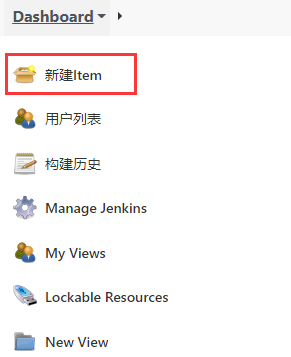 Dashboard
新建Item
用户列表
构建历史
Manage Jenkins
My Views
Lockable Resources
New View